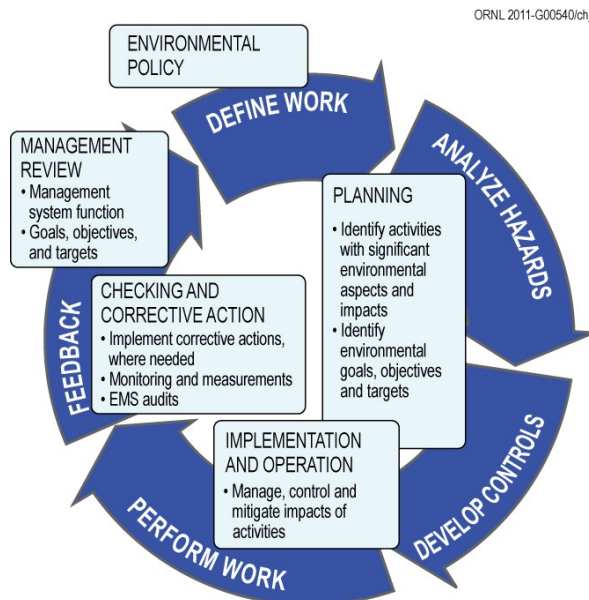 ORNL 2011-G00540/ch
ENVIRONMENTAL
POLICY
DEFINE WORK
ANALYZE HAZARDS
DEVELOP CONTROLS
PERFORM WORK
FEEDBACK
MANAGEMENT
REVIEW
• Management
system function
• Goals, objectives,
and targets
PLANNING
• Identify activities
with significant
environmental
aspects and
impacts
• Identify
environmental
goals, objectives
and targets
CHECKING AND
CORRECTIVE ACTION
• Implement corrective actions,
where needed
• Monitoring and measurements
• EMS audits
IMPLEMENTATION
AND OPERATION
• Manage, control and
mitigate impacts of
activities